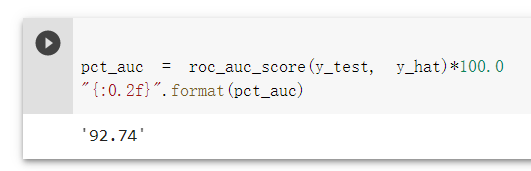 pct_auc = roc_auc_score(y_test, y_hat)*100.0
"{:0.2f}".format(pct_auc)
'92.74'